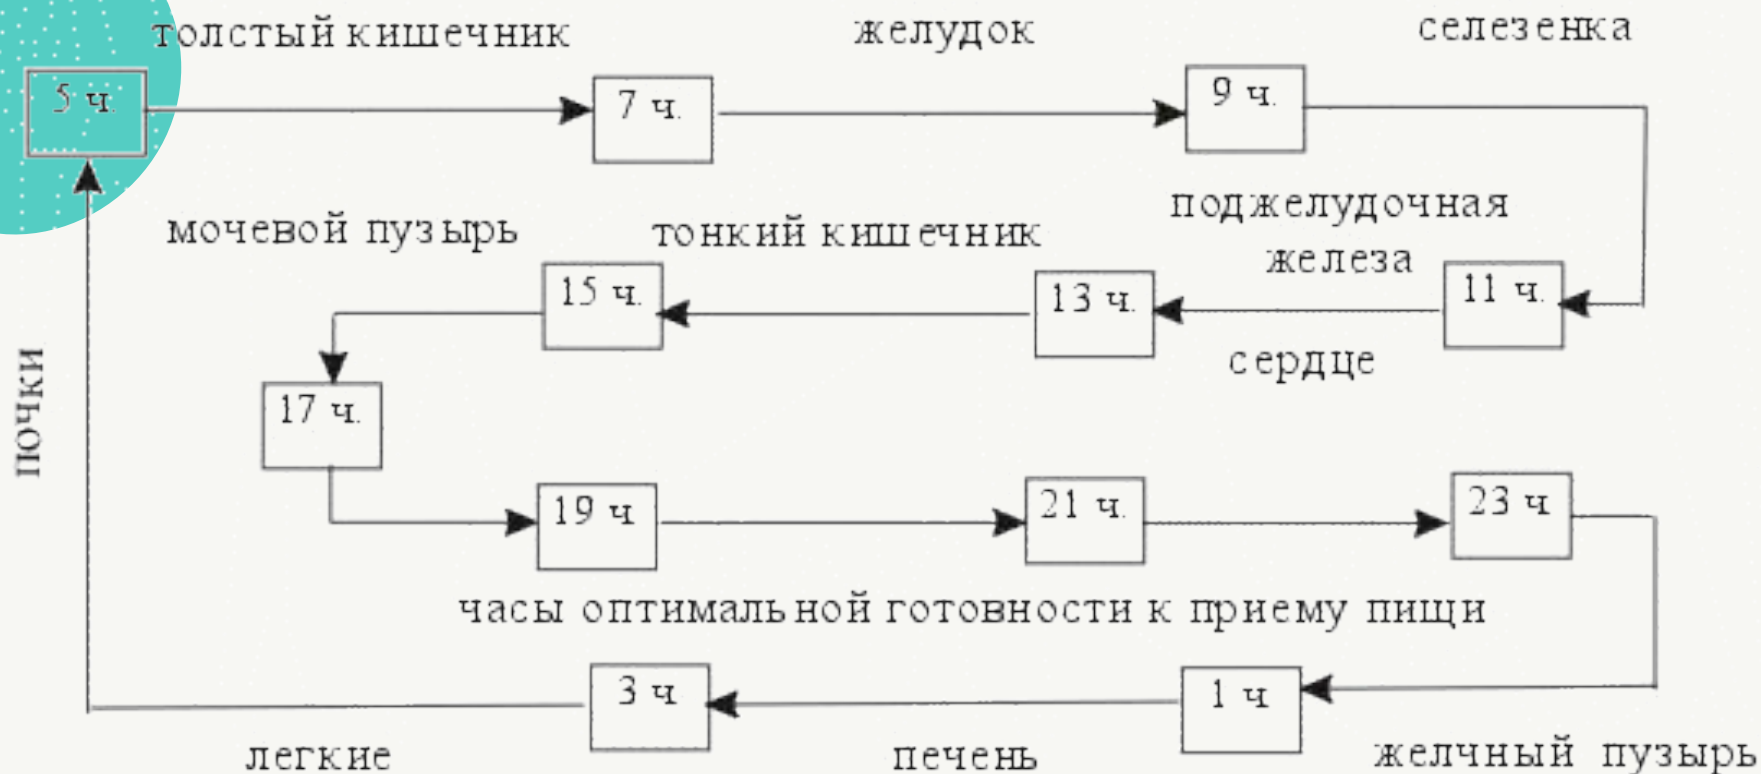 толстый кишечник
желудок
селезенка
5 ч.
7 ч.
9 ч.
мочевой пузырь
тонкий кишечник
поджелудочная
железа
15 ч.
13 ч.
11 ч.
сердце
почки
17 ч.
19 ч
21 ч.
23 ч
часы оптимальной готовности к приему пищи
3 ч
1 ч
легкие
печень
желчный пузырь